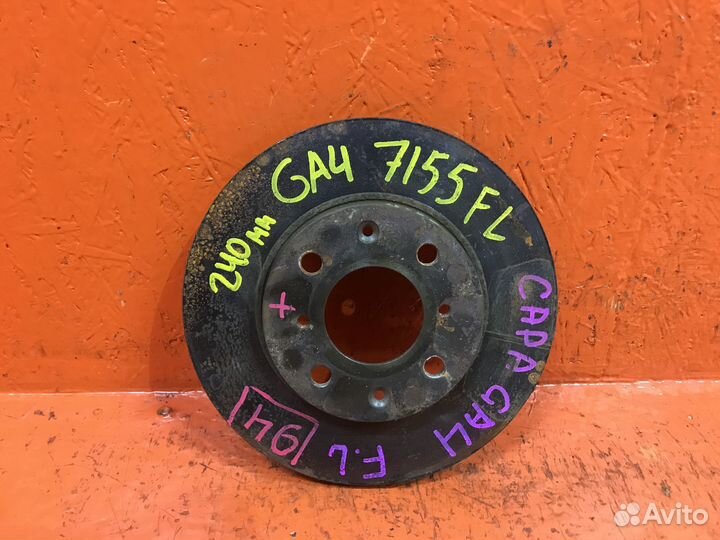 GA4 7155 FL
240мм
CAPA GA4 F.L
94
+
Avito